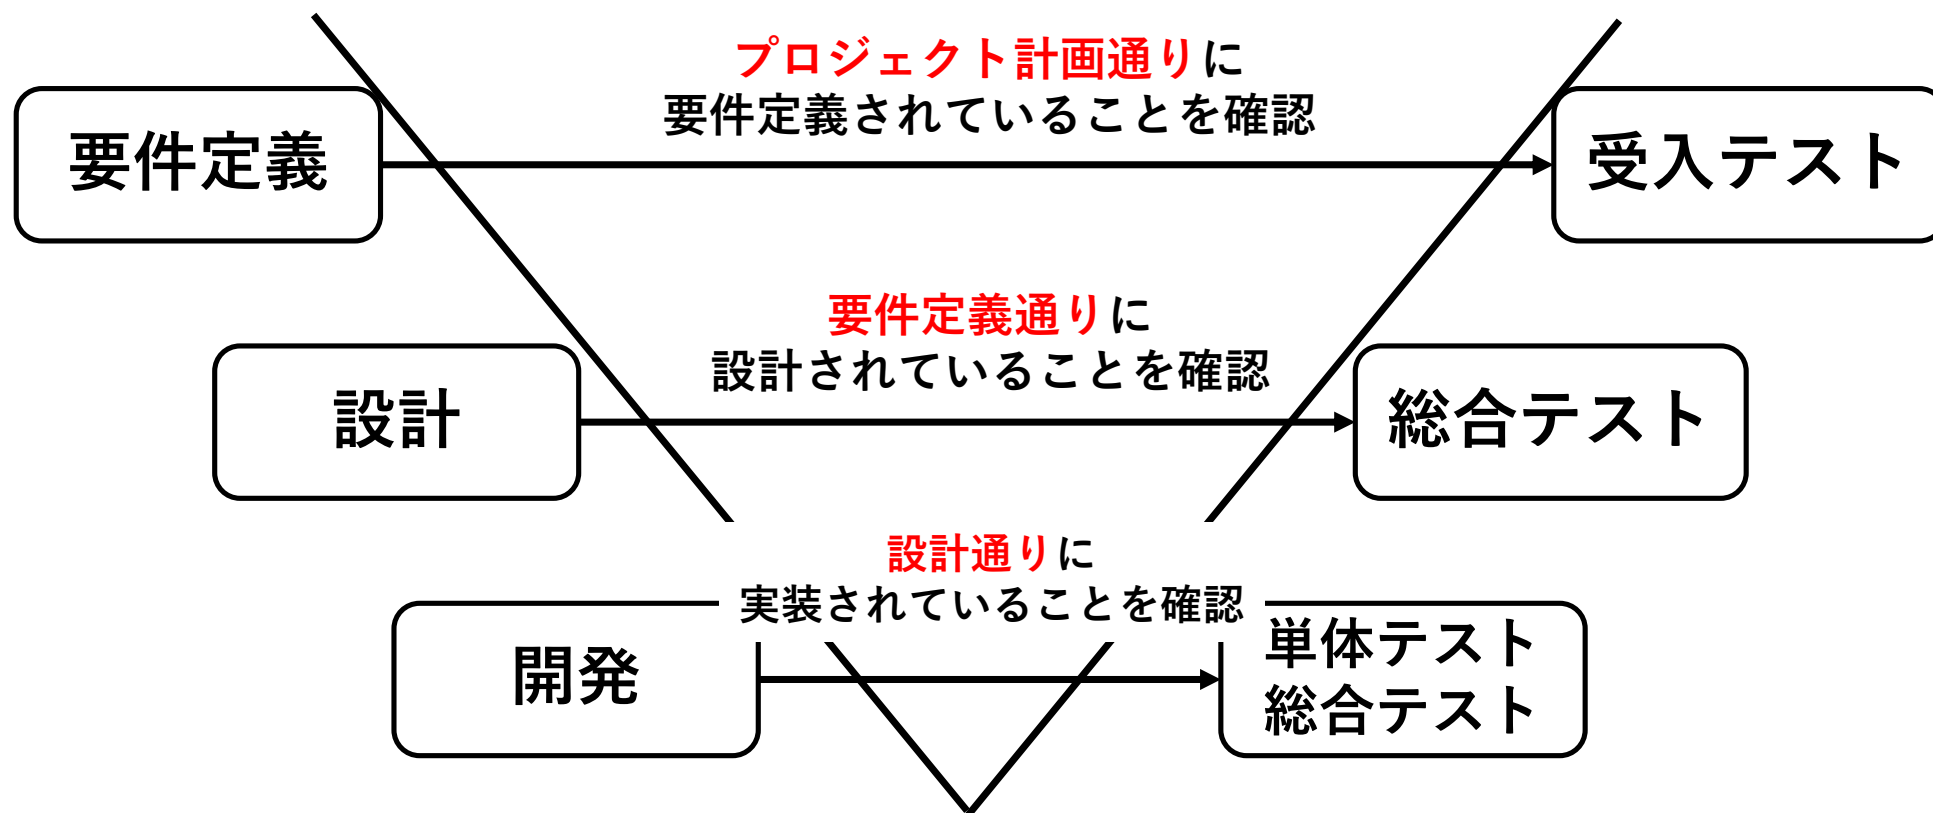 プロジェクト計画通りに
要件定義されていることを確認
要件定義
受入テスト
要件定義通りに
設計されていることを確認
設計
総合テスト
設計通りに
実装されていることを確認
開発
単体テスト
総合テスト